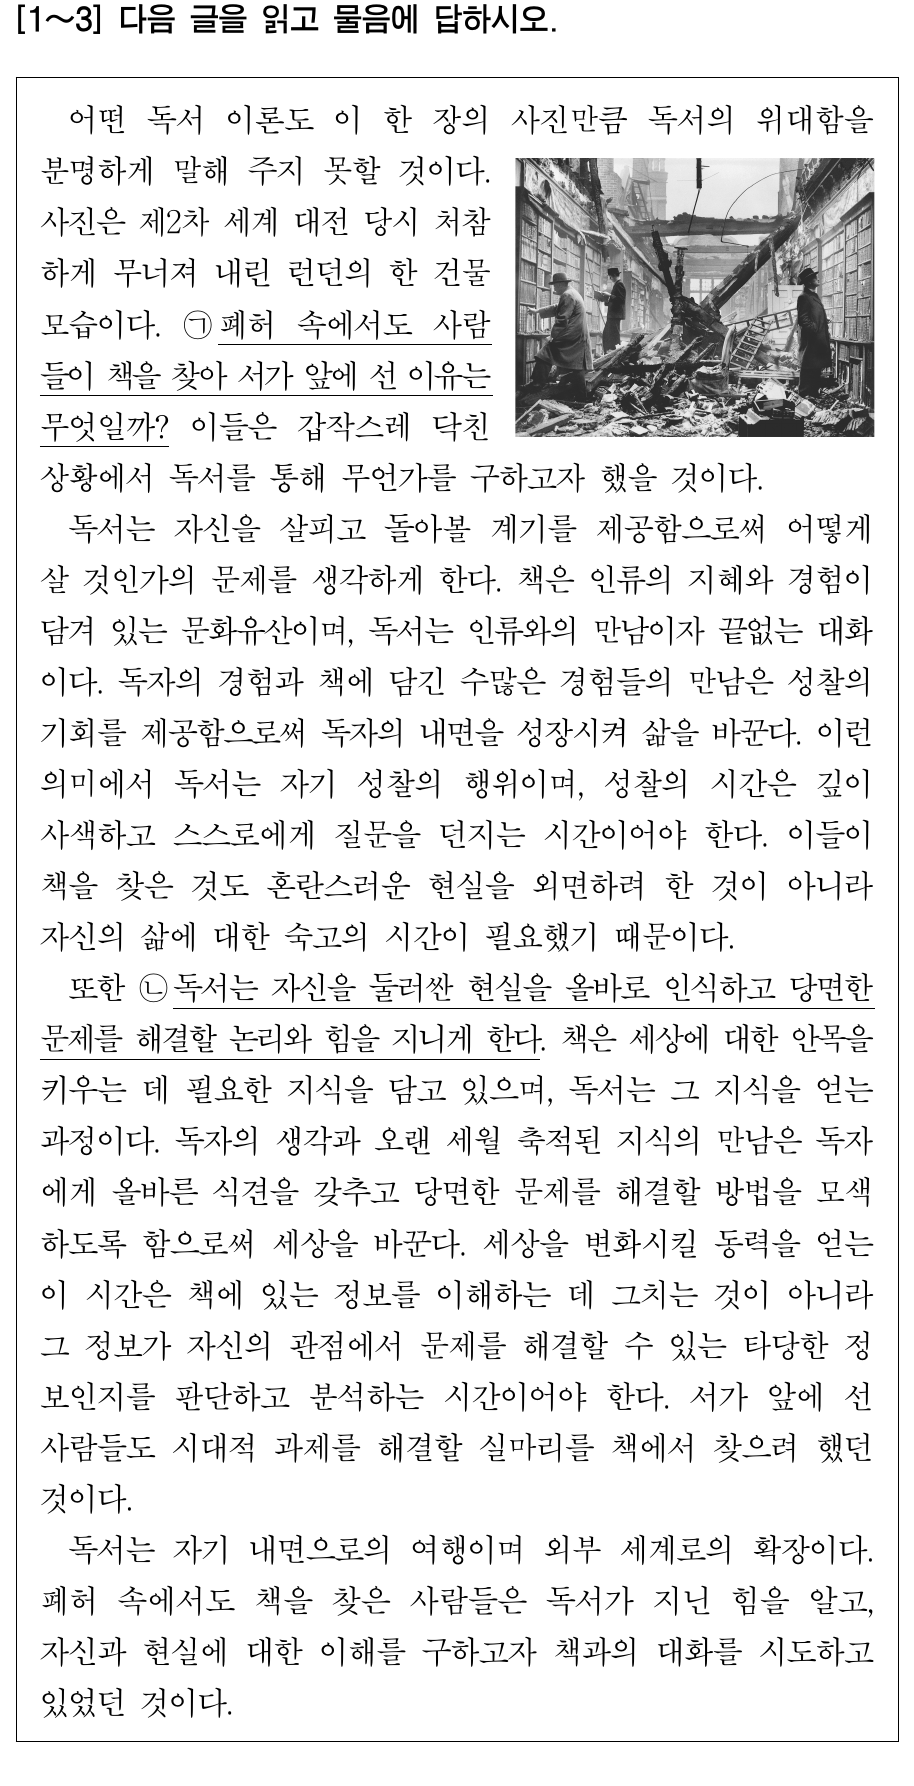 [1～3] 다음 글을 읽고 물음에 답하시오.
어떤 독서 이론도 이 한 장의 사진만큼 독서의 위대함을
분명하게 말해 주지 못할 것이다.
사진은 제2차 세계 대전 당시 처참
하게 무너져 내린 런던의 한 건물
모습이다. ㉠폐허 속에서도 사람
들이 책을 찾아 서가 앞에 선 이유는
무엇일까? 이들은 갑작스레 닥친
상황에서 독서를 통해 무언가를 구하고자 했을 것이다.
독서는 자신을 살피고 돌아볼 계기를 제공함으로써 어떻게
살 것인가의 문제를 생각하게 한다. 책은 인류의 지혜와 경험이
담겨 있는 문화유산이며, 독서는 인류와의 만남이자 끝없는 대화
이다. 독자의 경험과 책에 담긴 수많은 경험들의 만남은 성찰의
기회를 제공함으로써 독자의 내면을 성장시켜 삶을 바꾼다. 이런
의미에서 독서는 자기 성찰의 행위이며, 성찰의 시간은 깊이
사색하고 스스로에게 질문을 던지는 시간이어야 한다. 이들이
책을 찾은 것도 혼란스러운 현실을 외면하려 한 것이 아니라
자신의 삶에 대한 숙고의 시간이 필요했기 때문이다.
또한 ㉡독서는 자신을 둘러싼 현실을 올바로 인식하고 당면한
문제를 해결할 논리와 힘을 지니게 한다. 책은 세상에 대한 안목을
키우는 데 필요한 지식을 담고 있으며, 독서는 그 지식을 얻는
과정이다. 독자의 생각과 오랜 세월 축적된 지식의 만남은 독자
에게 올바른 식견을 갖추고 당면한 문제를 해결할 방법을 모색
하도록 함으로써 세상을 바꾼다. 세상을 변화시킬 동력을 얻는
이 시간은 책에 있는 정보를 이해하는 데 그치는 것이 아니라
그 정보가 자신의 관점에서 문제를 해결할 수 있는 타당한 정
보인지를 판단하고 분석하는 시간이어야 한다. 서가 앞에 선
사람들도 시대적 과제를 해결할 실마리를 책에서 찾으려 했던
것이다.
독서는 자기 내면으로의 여행이며 외부 세계로의 확장이다.
폐허 속에서도 책을 찾은 사람들은 독서가 지닌 힘을 알고,
자신과 현실에 대한 이해를 구하고자 책과의 대화를 시도하고
있었던 것이다.